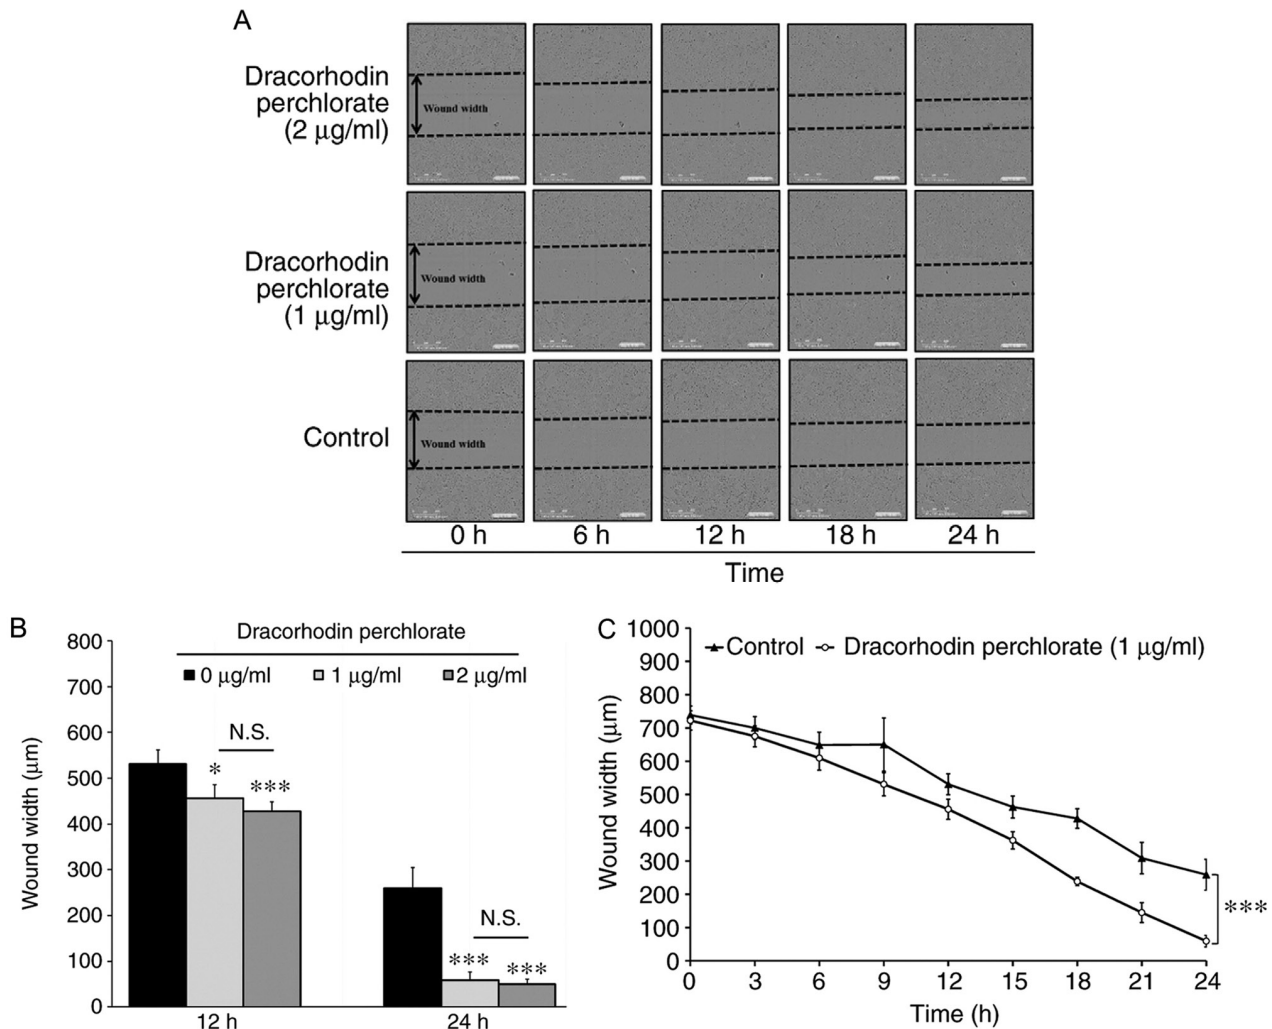 A
Dracorhodin
perchlorate
(2 μg/ml)
Wound width
Dracorhodin
perchlorate
(1 μg/ml)
Wound width
Control
Wound width
0 h 6 h 12 h 18 h 24 h
Time
B
Dracorhodin perchlorate
0 μg/ml 1 μg/ml 2 μg/ml
800
700
600
500
400
300
200
100
0
Wound width (μm)
N.S.
* ***
N.S.
*** ***
12 h 24 h
C
Control Dracorhodin perchlorate (1 μg/ml)
1000
900
800
700
600
500
400
300
200
100
0
Wound width (μm)
***
0 3 6 9 12 15 18 21 24
Time (h)